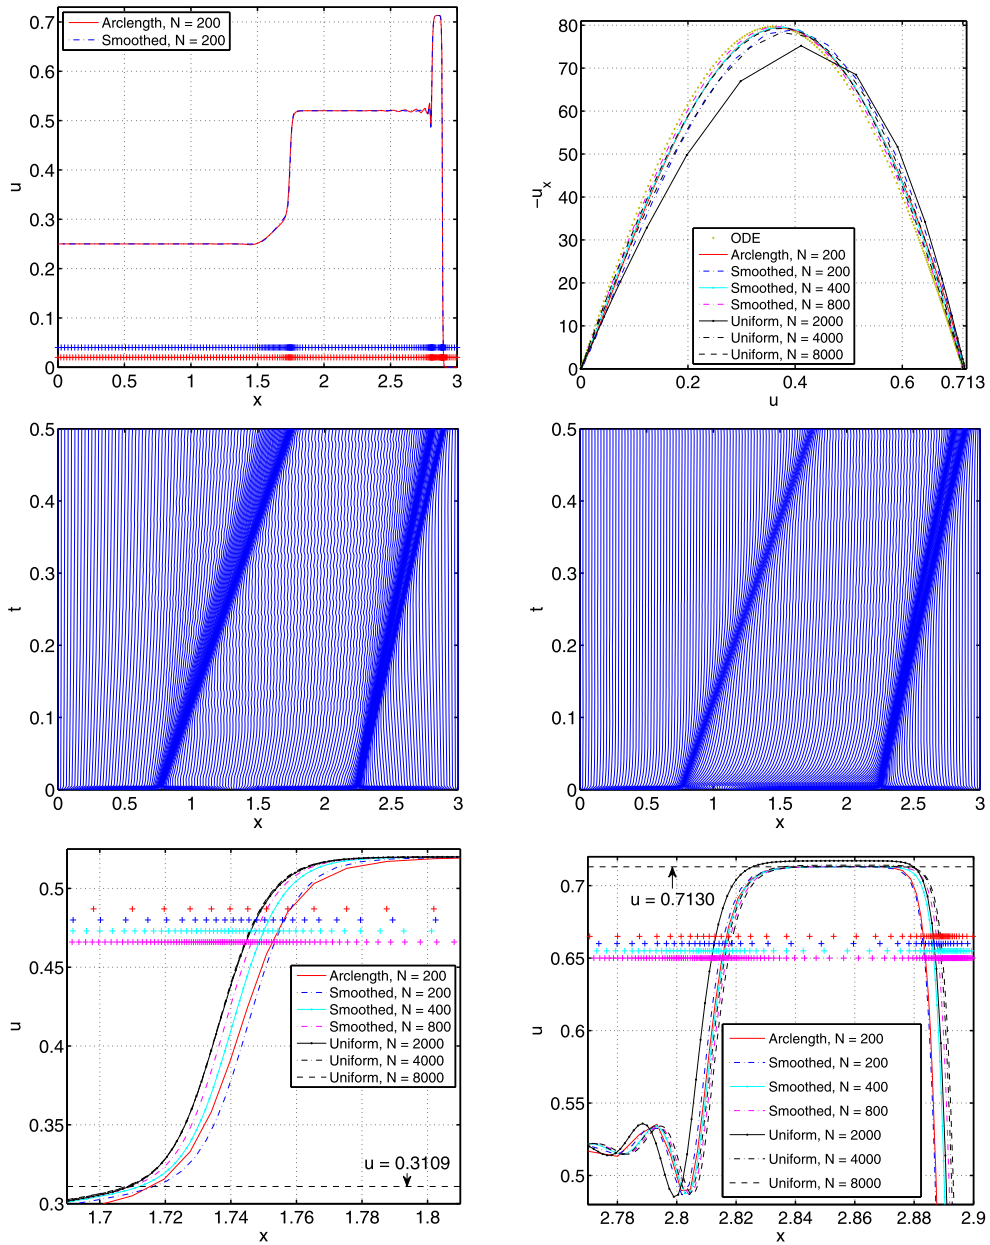 0.7
0.6
0.5
0.4
0.3
0.2
0.1
0
u
Arclength, N = 200
Smoothed, N = 200
0
0.5
1
1.5
2
2.5
3
x
80
70
60
50
40
30
20
10
0
−u_x
ODE
Arclength, N = 200
Smoothed, N = 200
Smoothed, N = 400
Smoothed, N = 800
Uniform, N = 2000
Uniform, N = 4000
Uniform, N = 8000
0
0.2
0.4
0.6
0.713
u
0.5
0.4
0.3
0.2
0.1
0
t
0
0.5
1
1.5
2
2.5
3
x
0.5
0.4
0.3
0.2
0.1
0
t
0
0.5
1
1.5
2
2.5
3
x
0.5
0.45
0.4
0.35
0.3
u
Arclength, N = 200
Smoothed, N = 200
Smoothed, N = 400
Smoothed, N = 800
Uniform, N = 2000
Uniform, N = 4000
Uniform, N = 8000
u = 0.3109
1.7
1.72
1.74
1.76
1.78
1.8
x
0.7
0.65
0.6
0.55
0.5
u
u = 0.7130
Arclength, N = 200
Smoothed, N = 200
Smoothed, N = 400
Smoothed, N = 800
Uniform, N = 2000
Uniform, N = 4000
Uniform, N = 8000
2.78
2.8
2.82
2.84
2.86
2.88
2.9
x